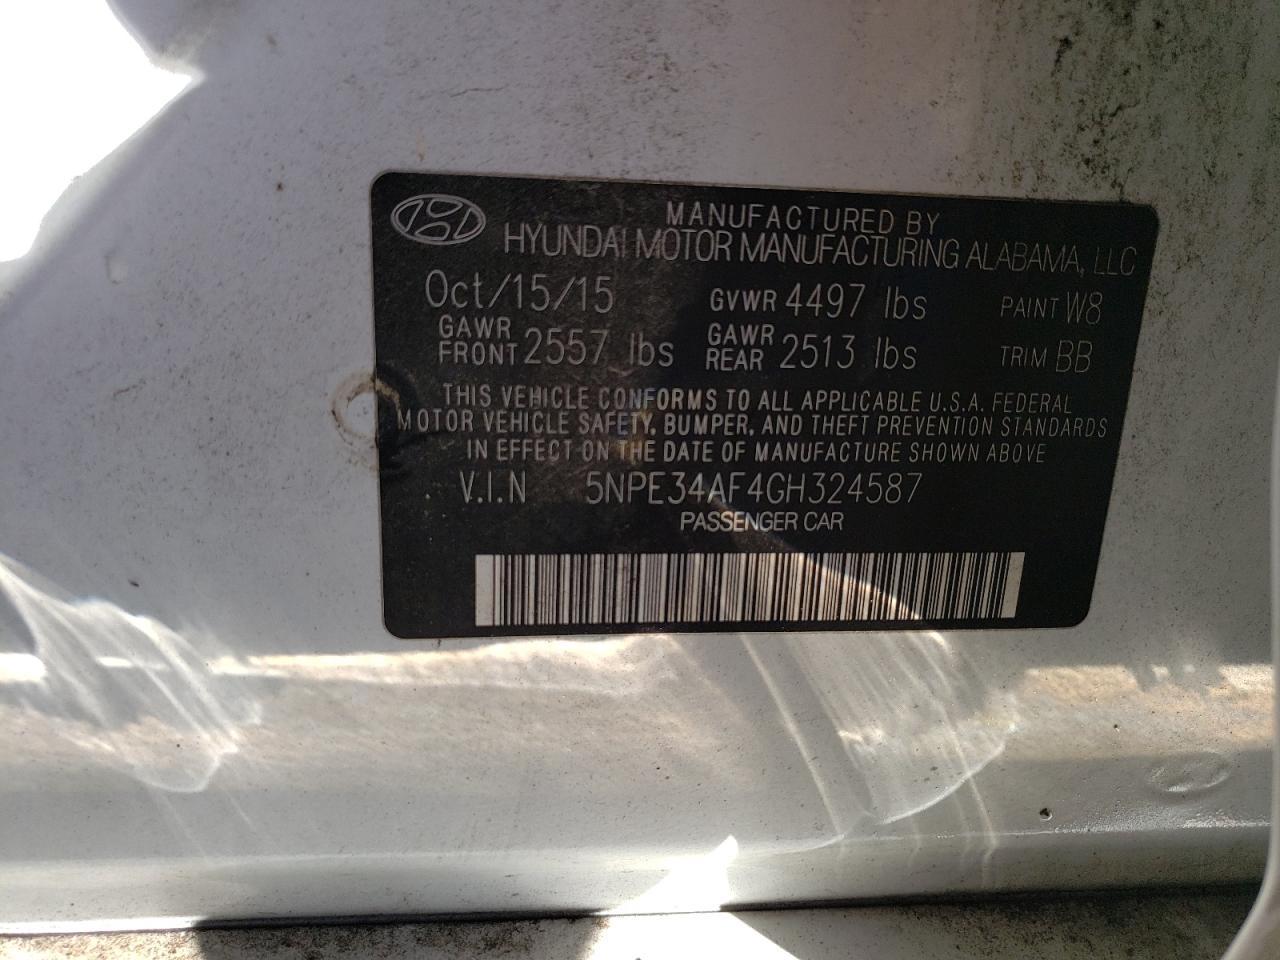 MANUFACTURED BY
HYUNDAI MOTOR MANUFACTURING ALABAMA, LLC
Oct/15/15 GVWR 4497 lbs PAINT W8
GAWR FRONT 2557 lbs GAWR REAR 2513 lbs TRIM BB
THIS VEHICLE CONFORMS TO ALL APPLICABLE U.S.A. FEDERAL
MOTOR VEHICLE SAFETY, BUMPER, AND THEFT PREVENTION STANDARDS
IN EFFECT ON THE DATE OF MANUFACTURE SHOWN ABOVE
V.I.N 5NPE34AF4GH324587
PASSENGER CAR